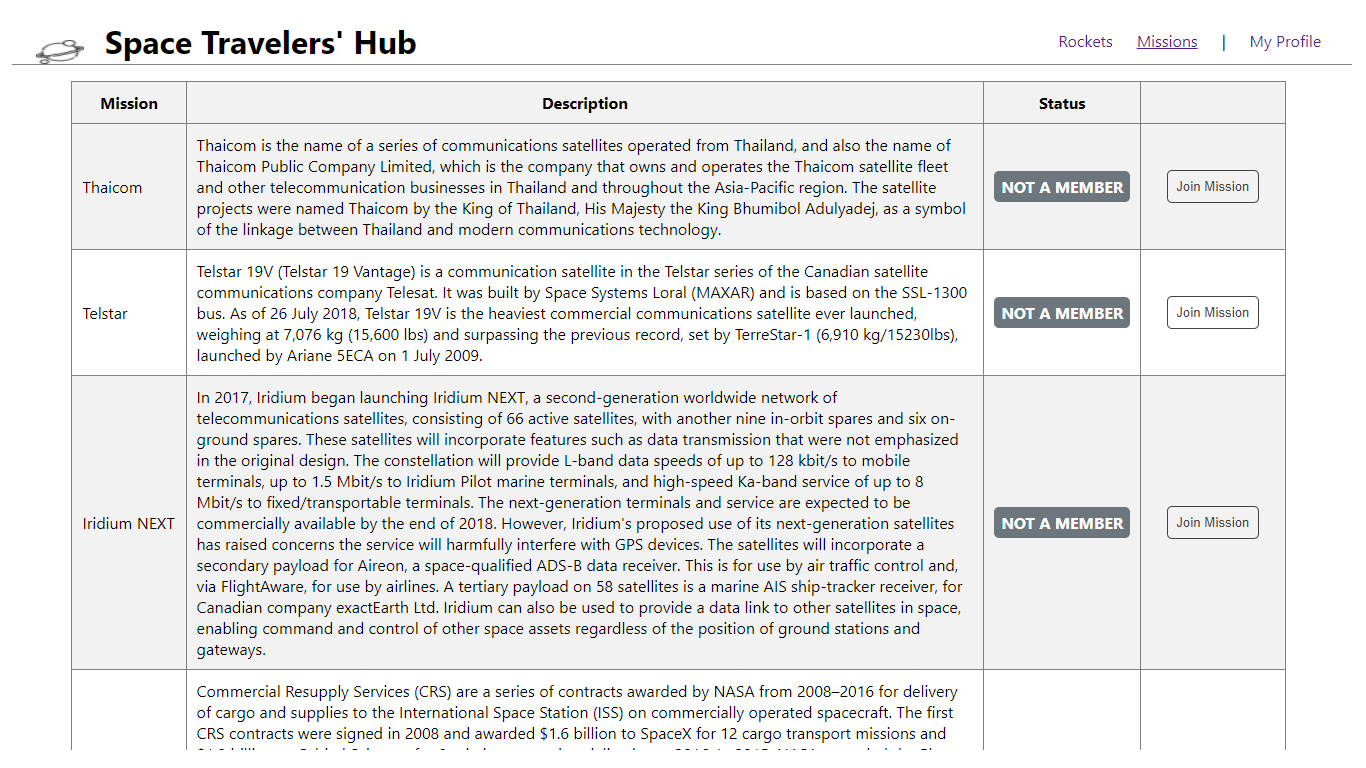 Space Travelers' Hub
Rockets
Missions
|
My Profile
Mission
Description
Status
Thaicom
Thaicom is the name of a series of communications satellites operated from Thailand, and also the name of
Thaicom Public Company Limited, which is the company that owns and operates the Thaicom satellite fleet
and other telecommunication businesses in Thailand and throughout the Asia-Pacific region. The satellite
projects were named Thaicom by the King of Thailand, His Majesty the King Bhumibol Adulyadej, as a symbol
of the linkage between Thailand and modern communications technology.
NOT A MEMBER
Join Mission
Telstar
Telstar 19V (Telstar 19 Vantage) is a communication satellite in the Telstar series of the Canadian satellite
communications company Telesat. It was built by Space Systems Loral (MAXAR) and is based on the SSL-1300
bus. As of 26 July 2018, Telstar 19V is the heaviest commercial communications satellite ever launched,
weighing at 7,076 kg (15,600 lbs) and surpassing the previous record, set by TerreStar-1 (6,910 kg/15230lbs),
launched by Ariane 5ECA on 1 July 2009.
NOT A MEMBER
Join Mission
Iridium NEXT
In 2017, Iridium began launching Iridium NEXT, a second-generation worldwide network of
telecommunications satellites, consisting of 66 active satellites, with another nine in-orbit spares and six on-
ground spares. These satellites will incorporate features such as data transmission that were not emphasized
in the original design. The constellation will provide L-band data speeds of up to 128 kbit/s to mobile
terminals, up to 1.5 Mbit/s to Iridium Pilot marine terminals, and high-speed Ka-band service of up to 8
Mbit/s to fixed/transportable terminals. The next-generation terminals and service are expected to be
commercially available by the end of 2018. However, Iridium's proposed use of its next-generation satellites
has raised concerns the service will harmfully interfere with GPS devices. The satellites will incorporate a
secondary payload for Aireon, a space-qualified ADS-B data receiver. This is for use by air traffic control and,
via FlightAware, for use by airlines. A tertiary payload on 58 satellites is a marine AIS ship-tracker receiver, for
Canadian company exactEarth Ltd. Iridium can also be used to provide a data link to other satellites in space,
enabling command and control of other space assets regardless of the position of ground stations and
gateways.
NOT A MEMBER
Join Mission
Commercial Resupply Services (CRS) are a series of contracts awarded by NASA from 2008–2016 for delivery
of cargo and supplies to the International Space Station (ISS) on commercially operated spacecraft. The first
CRS contracts were signed in 2008 and awarded $1.6 billion to SpaceX for 12 cargo transport missions and